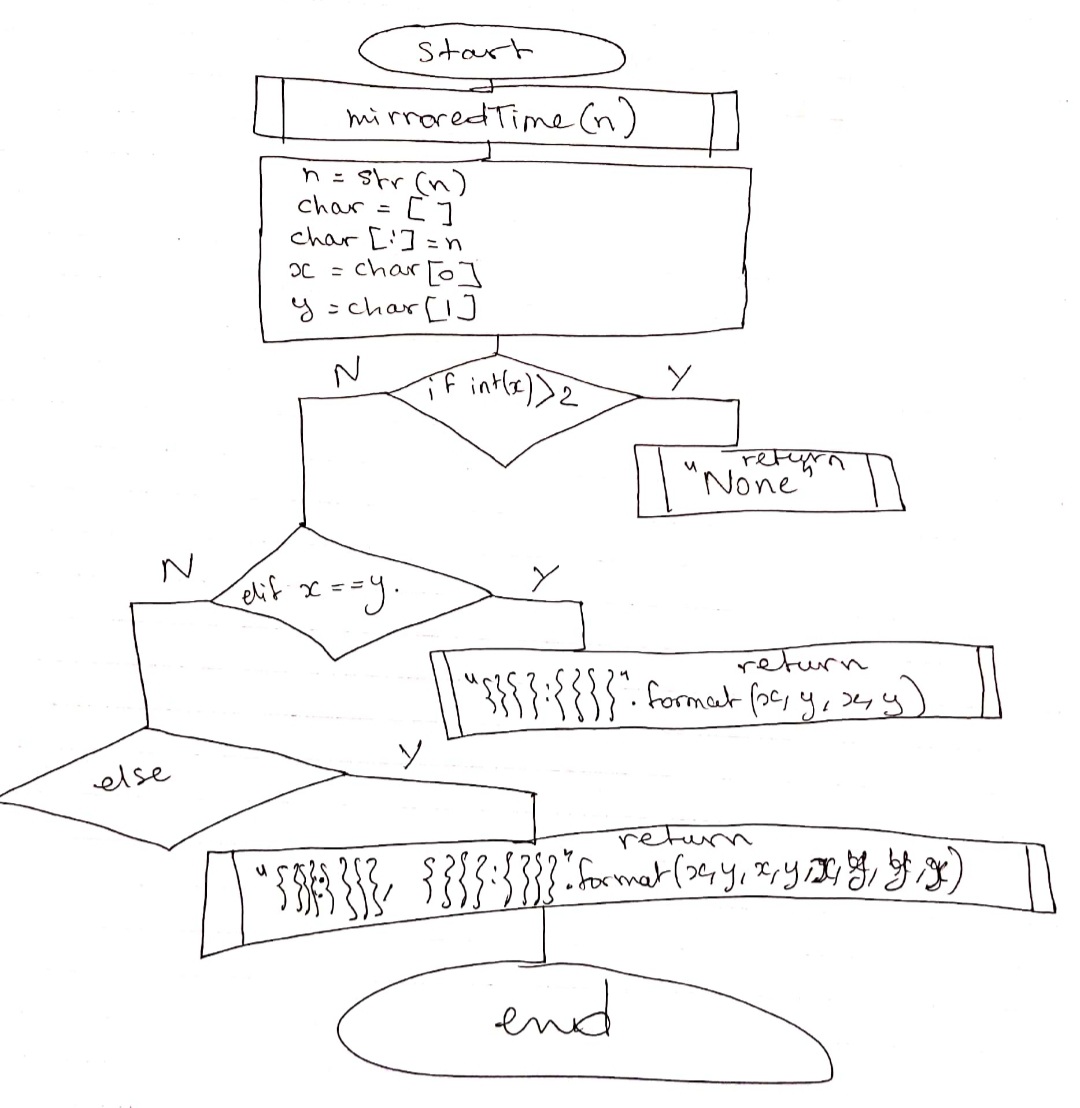 start
mirroredTime(n)
n = str(n)
char = [ ]
char [:] = n
x = char[0]
y = char[1]
N
if int(x)>2
Y
return
"None"
N
elif x == y.
Y
return
"{}{}:{}{}".format(x, y, x, y)
else
Y
return
"{}{}:{}{}, {}{}:{}{}".format(x, y, x, y,
end